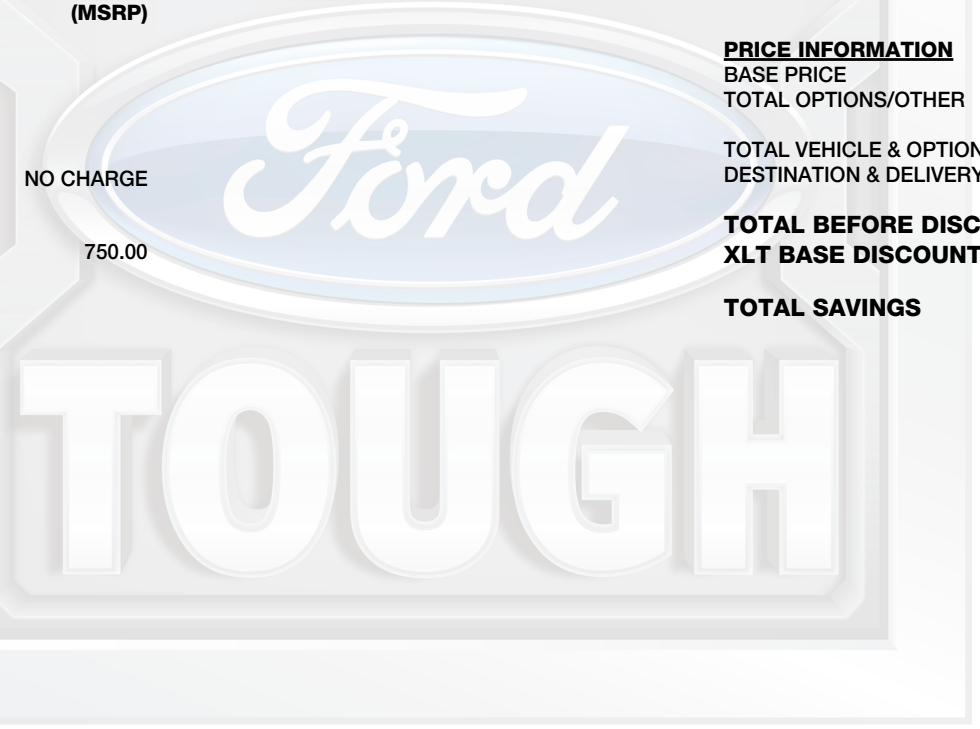 (MSRP)
NO CHARGE
750.00
PRICE INFORMATION
BASE PRICE
TOTAL OPTIONS/OTHER
TOTAL VEHICLE & OPTION
DESTINATION & DELIVERY
TOTAL BEFORE DISC
XLT BASE DISCOUNT
TOTAL SAVINGS
Ford
TOUGH